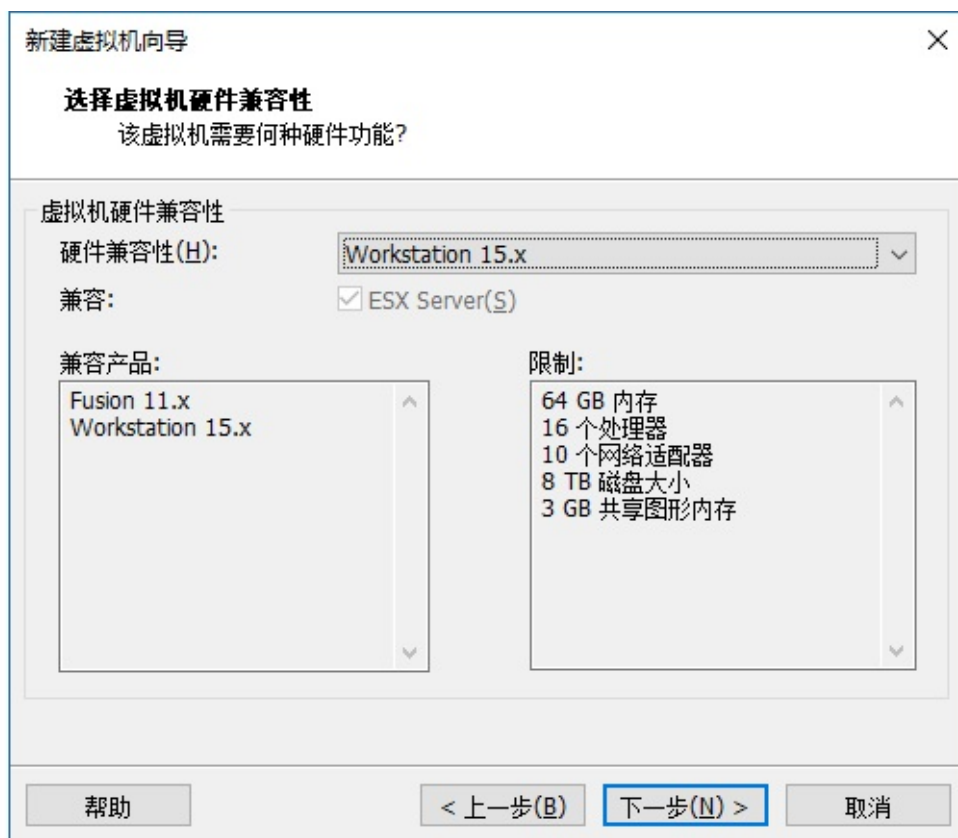 新建虚拟机向导
选择虚拟机硬件兼容性
该虚拟机需要何种硬件功能?
虚拟机硬件兼容性
硬件兼容性(H):
Workstation 15.x
兼容:
ESX Server(S)
兼容产品:
Fusion 11.x
Workstation 15.x
限制:
64 GB 内存
16 个处理器
10 个网络适配器
8 TB 磁盘大小
3 GB 共享图形内存
帮助
< 上一步(B)
下一步(N) >
取消